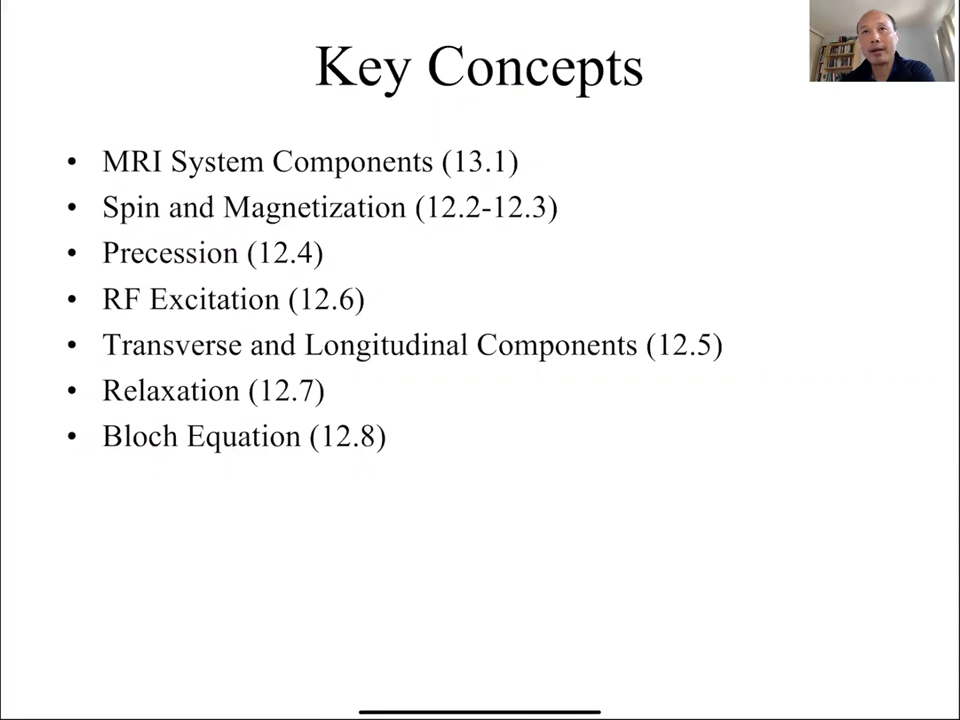 Key Concepts
• MRI System Components (13.1)
• Spin and Magnetization (12.2-12.3)
• Precession (12.4)
• RF Excitation (12.6)
• Transverse and Longitudinal Components (12.5)
• Relaxation (12.7)
• Bloch Equation (12.8)